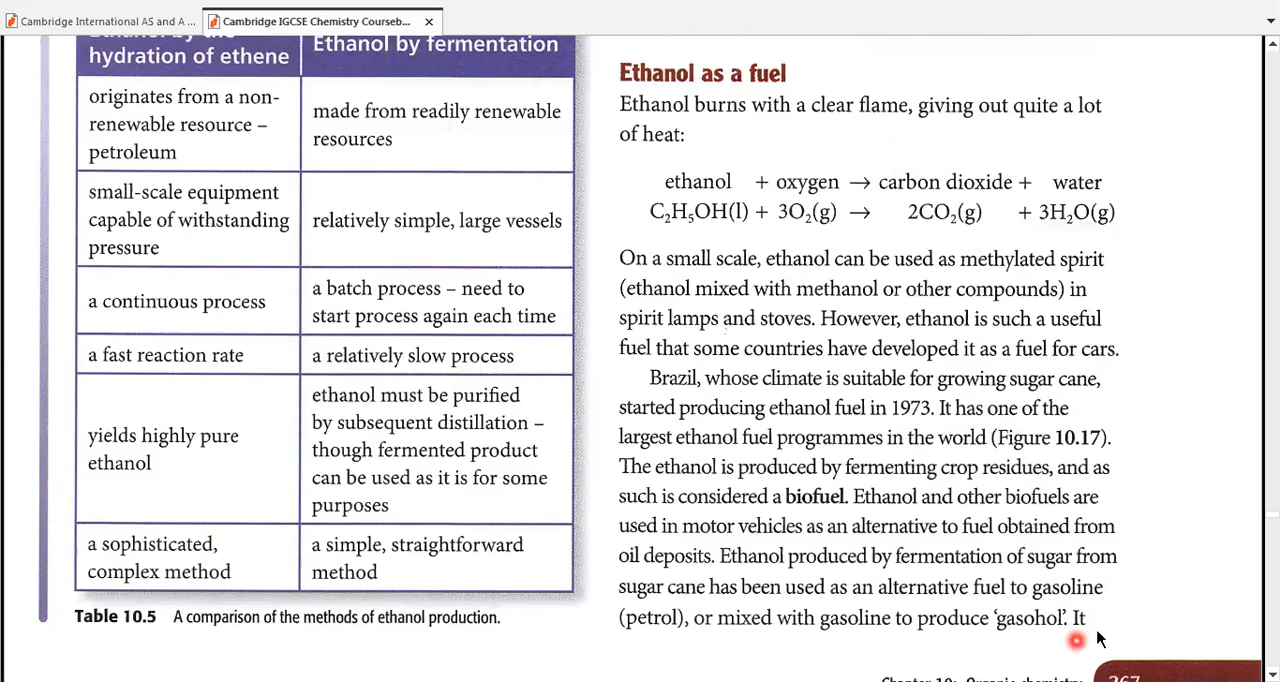 Cambridge International AS and A ...
Cambridge IGCSE Chemistry Courseb...
Ethanol by the
hydration of ethene
Ethanol by fermentation
originates from a non-
renewable resource –
petroleum
made from readily renewable
resources
small-scale equipment
capable of withstanding
pressure
relatively simple, large vessels
a continuous process
a batch process – need to
start process again each time
a fast reaction rate
a relatively slow process
yields highly pure
ethanol
ethanol must be purified
by subsequent distillation –
though fermented product
can be used as it is for some
purposes
a sophisticated,
complex method
a simple, straightforward
method
Table 10.5 A comparison of the methods of ethanol production.
Ethanol as a fuel
Ethanol burns with a clear flame, giving out quite a lot
of heat:
ethanol + oxygen → carbon dioxide + water
C₂H₅OH(l) + 3O₂(g) → 2CO₂(g) + 3H₂O(g)
On a small scale, ethanol can be used as methylated spirit
(ethanol mixed with methanol or other compounds) in
spirit lamps and stoves. However, ethanol is such a useful
fuel that some countries have developed it as a fuel for cars.
Brazil, whose climate is suitable for growing sugar cane,
started producing ethanol fuel in 1973. It has one of the
largest ethanol fuel programmes in the world (Figure 10.17).
The ethanol is produced by fermenting crop residues, and as
such is considered a biofuel. Ethanol and other biofuels are
used in motor vehicles as an alternative to fuel obtained from
oil deposits. Ethanol produced by fermentation of sugar from
sugar cane has been used as an alternative fuel to gasoline
(petrol), or mixed with gasoline to produce ‘gasohol’. It
Chapter 10: Organic chemistry
267